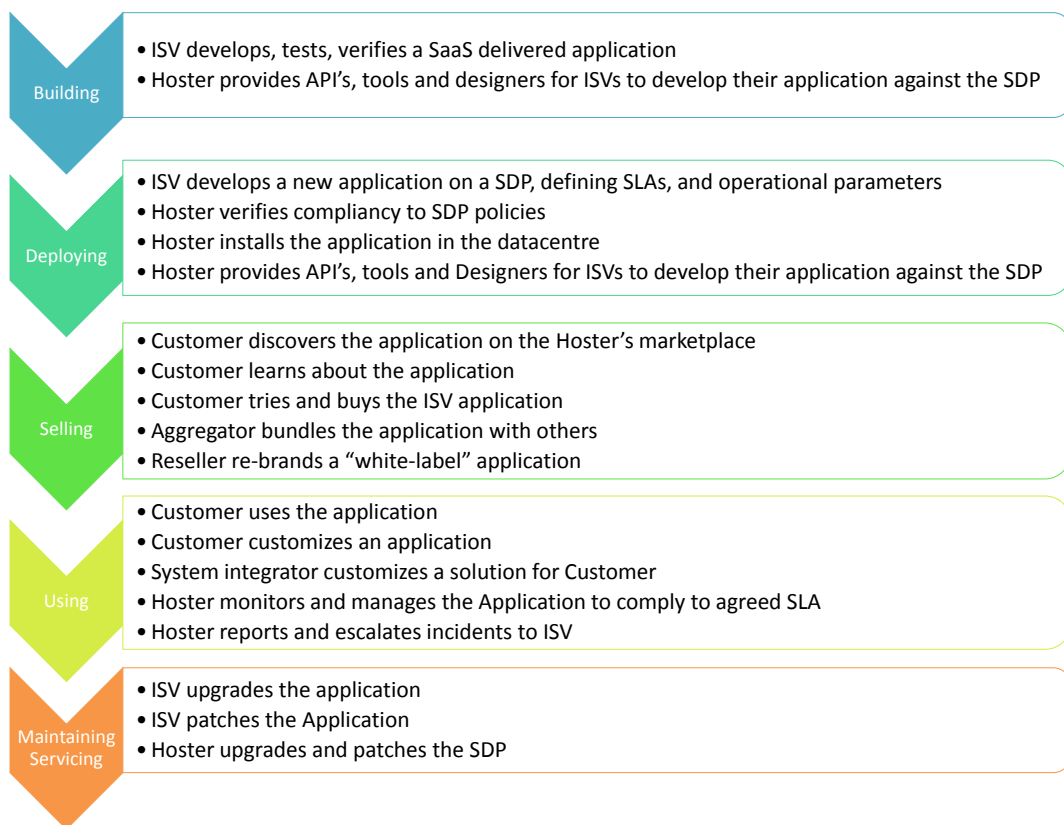 Building
• ISV develops, tests, verifies a SaaS delivered application
• Hoster provides API's, tools and designers for ISVs to develop their application against the SDP
Deploying
• ISV develops a new application on a SDP, defining SLAs, and operational parameters
• Hoster verifies compliancy to SDP policies
• Hoster installs the application in the datacentre
• Hoster provides API's, tools and Designers for ISVs to develop their application against the SDP
Selling
• Customer discovers the application on the Hoster's marketplace
• Customer learns about the application
• Customer tries and buys the ISV application
• Aggregator bundles the application with others
• Reseller re-brands a “white-label” application
Using
• Customer uses the application
• Customer customizes an application
• System integrator customizes a solution for Customer
• Hoster monitors and manages the Application to comply to agreed SLA
• Hoster reports and escalates incidents to ISV
Maintaining
Servicing
• ISV upgrades the application
• ISV patches the Application
• Hoster upgrades and patches the SDP